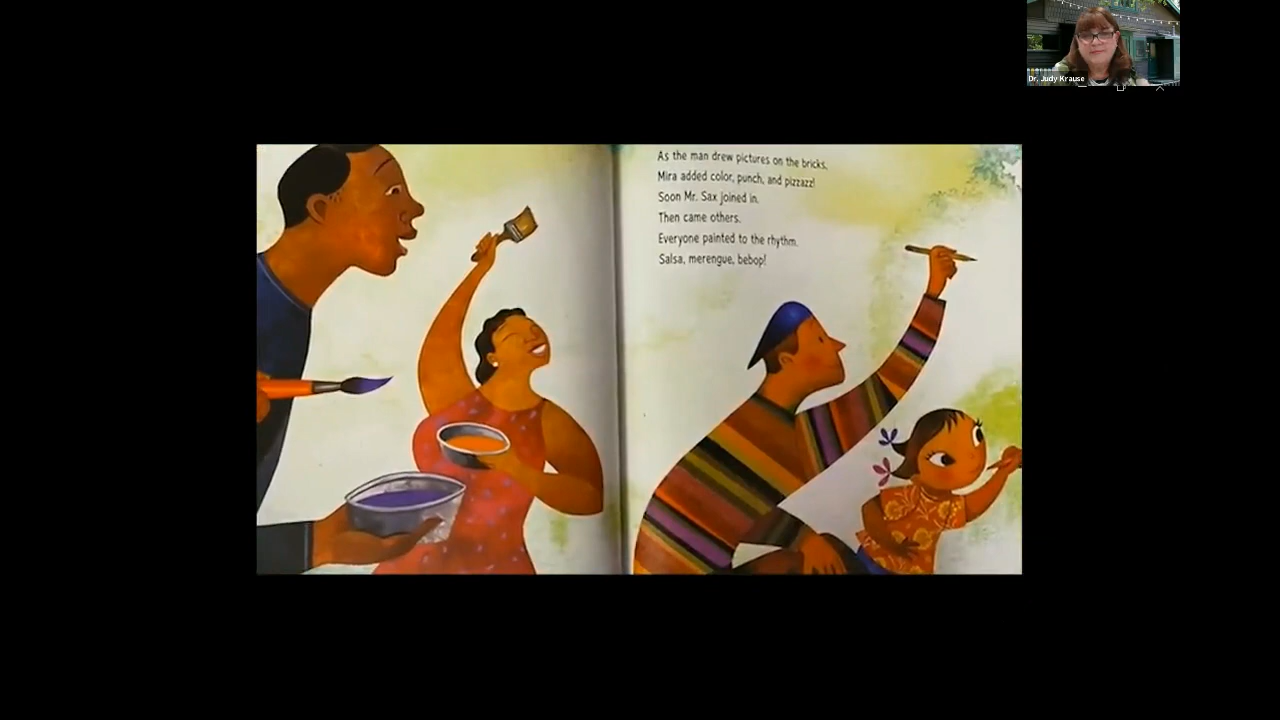 Dr. Judy Krause
As the man drew pictures on the bricks,
Mira added color, punch, and pizzazz!
Soon Mr. Sax joined in.
Then came others.
Everyone painted to the rhythm.
Salsa, merengue, bebop!